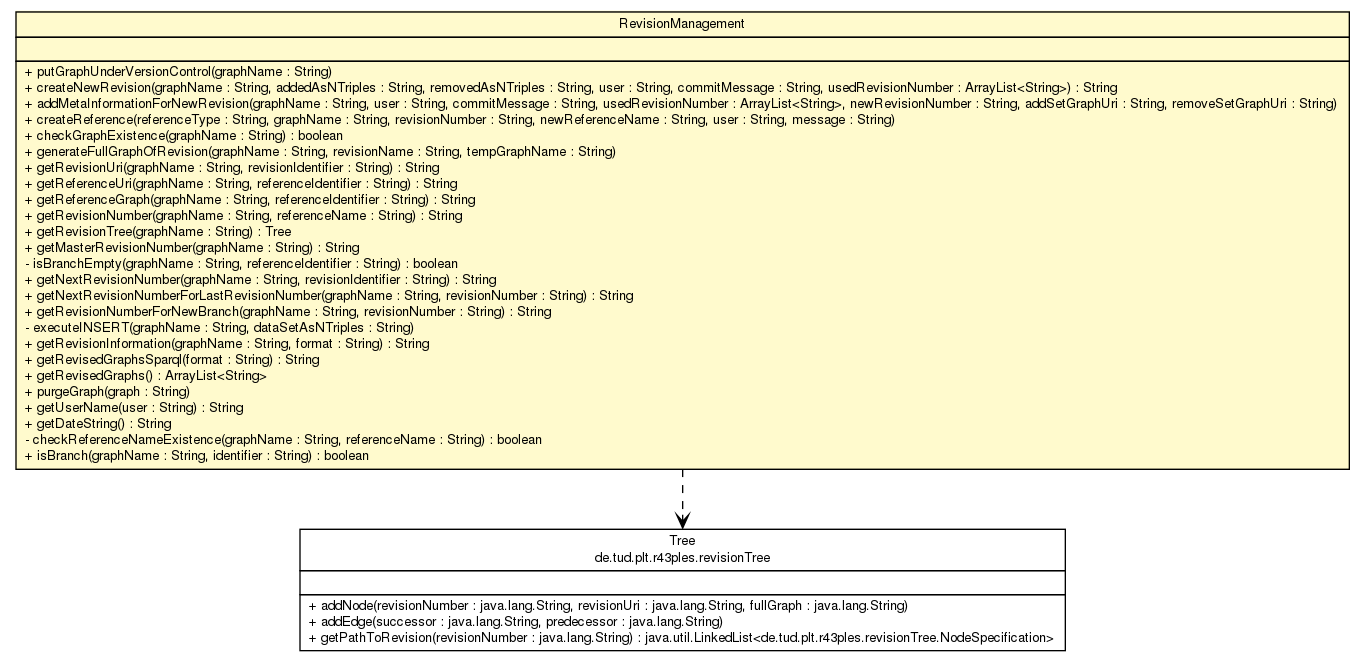 RevisionManagement
+ putGraphUnderVersionControl(graphName : String)
+ createNewRevision(graphName : String, addedAsNTriples : String, removedAsNTriples : String, user : String, commitMessage : String, usedRevisionNumber : ArrayList<String>) : String
+ addMetaInformationForNewRevision(graphName : String, user : String, commitMessage : String, usedRevisionNumber : ArrayList<String>, newRevisionNumber : String, addSetGraphUri : String, removeSetGraphUri : String)
+ createReference(referenceType : String, graphName : String, revisionNumber : String, newReferenceName : String, user : String, message : String)
+ checkGraphExistence(graphName : String) : boolean
+ generateFullGraphOfRevision(graphName : String, revisionName : String, tempGraphName : String)
+ getRevisionUri(graphName : String, revisionIdentifier : String) : String
+ getReferenceUri(graphName : String, referenceIdentifier : String) : String
+ getReferenceGraph(graphName : String, referenceIdentifier : String) : String
+ getRevisionNumber(graphName : String, referenceName : String) : String
+ getRevisionTree(graphName : String) : Tree
+ getMasterRevisionNumber(graphName : String) : String
- isBranchEmpty(graphName : String, referenceIdentifier : String) : boolean
+ getNextRevisionNumber(graphName : String, revisionIdentifier : String) : String
+ getNextRevisionNumberForLastRevisionNumber(graphName : String, revisionNumber : String) : String
+ getRevisionNumberForNewBranch(graphName : String, revisionNumber : String) : String
- executeINSERT(graphName : String, dataSetAsNTriples : String)
+ getRevisionInformation(graphName : String, format : String) : String
+ getRevisedGraphsSparql(format : String) : String
+ getRevisedGraphs() : ArrayList<String>
+ purgeGraph(graph : String)
+ getUserName(user : String) : String
+ getDateString() : String
- checkReferenceNameExistence(graphName : String, referenceName : String) : boolean
+ isBranch(graphName : String, identifier : String) : boolean
Tree
de.tud.plt.r43ples.revisionTree
+ addNode(revisionNumber : java.lang.String, revisionUri : java.lang.String, fullGraph : java.lang.String)
+ addEdge(successor : java.lang.String, predecessor : java.lang.String)
+ getPathToRevision(revisionNumber : java.lang.String) : java.util.LinkedList<de.tud.plt.r43ples.revisionTree.NodeSpecification>